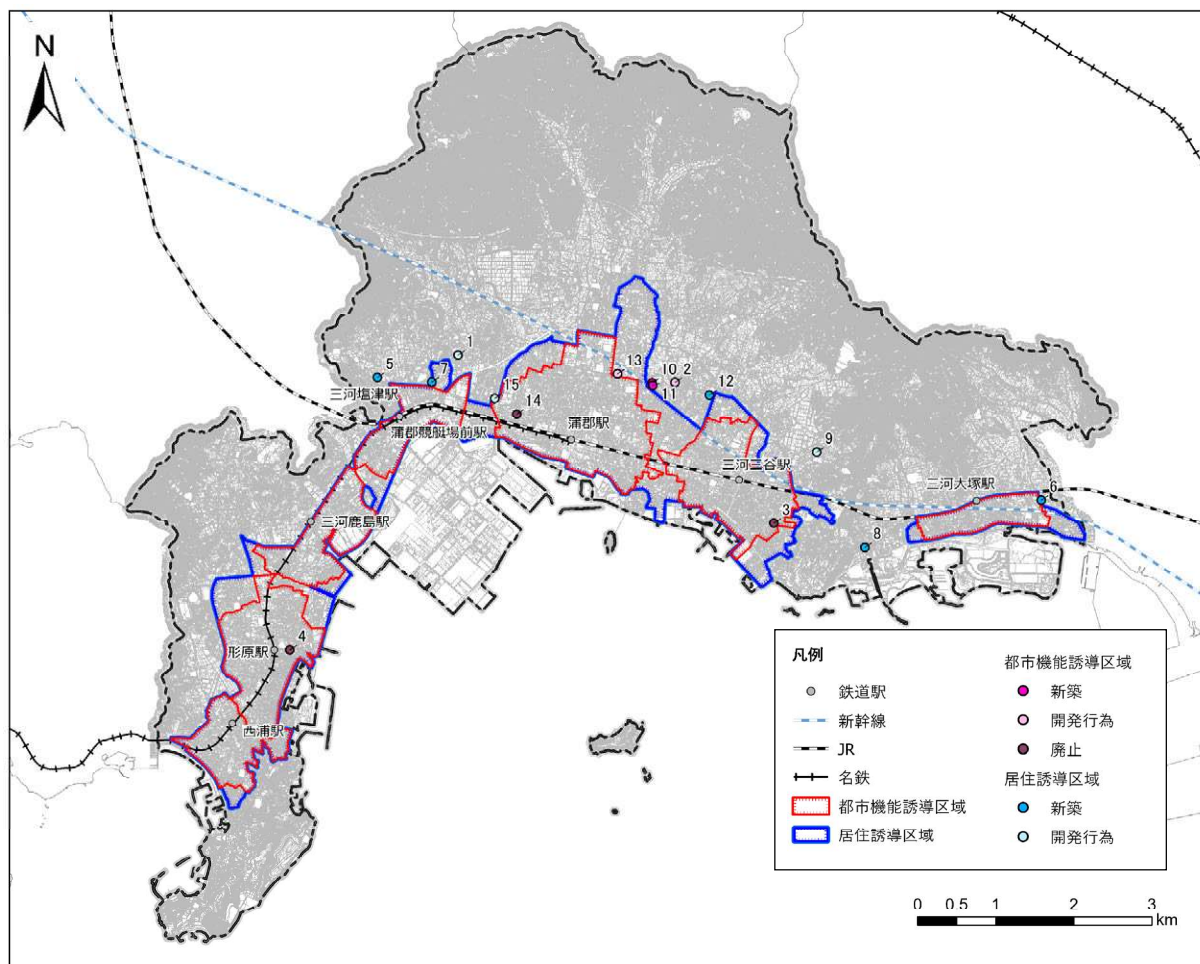 N
1
5
7
三河塩津駅
15
蒲郡競艇場前駅
14
蒲郡駅
13
10
2
11
12
9
三河三谷駅
三河大塚駅
6
3
8
三河鹿島駅
形原駅
4
西浦駅
凡例
鉄道駅
新幹線
JR
名鉄
都市機能誘導区域
居住誘導区域
都市機能誘導区域
新築
開発行為
廃止
居住誘導区域
新築
開発行為
0 0.5 1 2 3
km